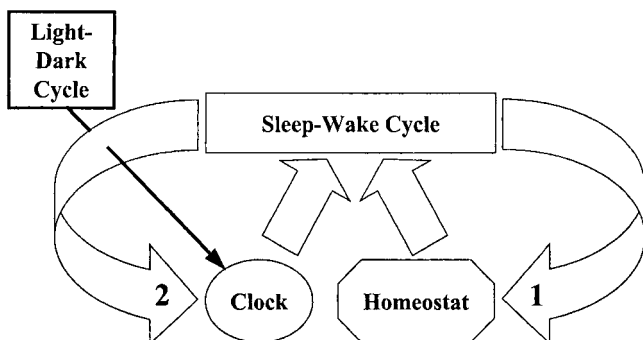 Light-
Dark
Cycle
Sleep-Wake Cycle
2
Clock
Homeostat
1